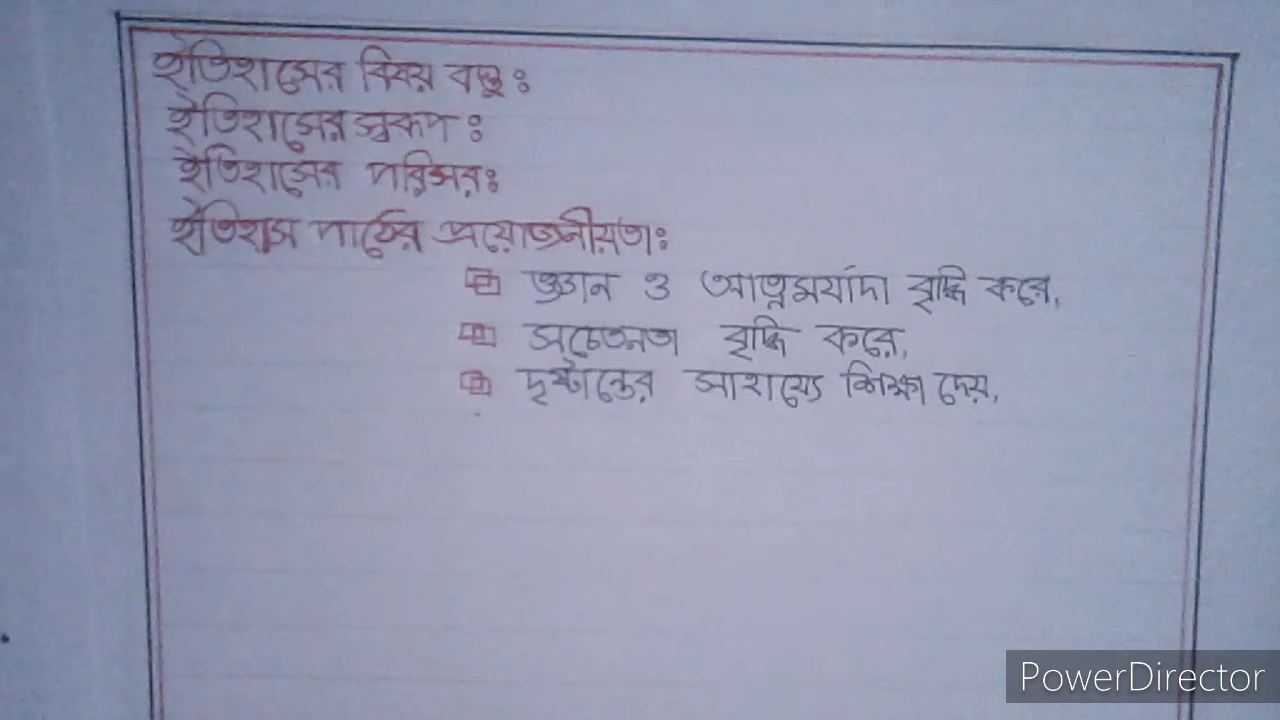 ইতিহাসের বিষয় বস্তুঃ
ইতিহাসের স্বরূপ ঃ
ইতিহাসের পরিসরঃ
ইতিহাস পাঠের প্রয়োজনীয়তাঃ
জ্ঞান ও আত্মমর্যাদা বৃদ্ধি করে,
সচেতনতা বৃদ্ধি করে,
দৃষ্টান্তের সাহায্যে শিক্ষা দেয়,
PowerDirector